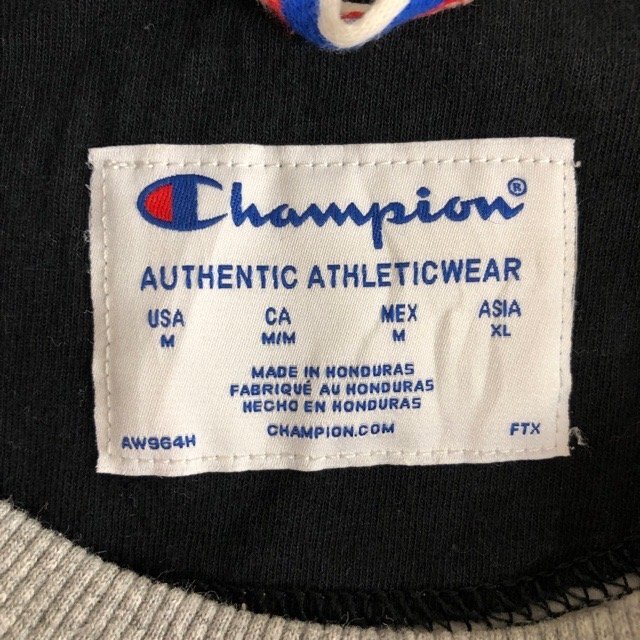 Champion®
AUTHENTIC ATHLETICWEAR
USA CA MEX ASIA
M M/M M XL
MADE IN HONDURAS
FABRIQUÉ AU HONDURAS
HECHO EN HONDURAS
AW964H CHAMPION.COM FTX